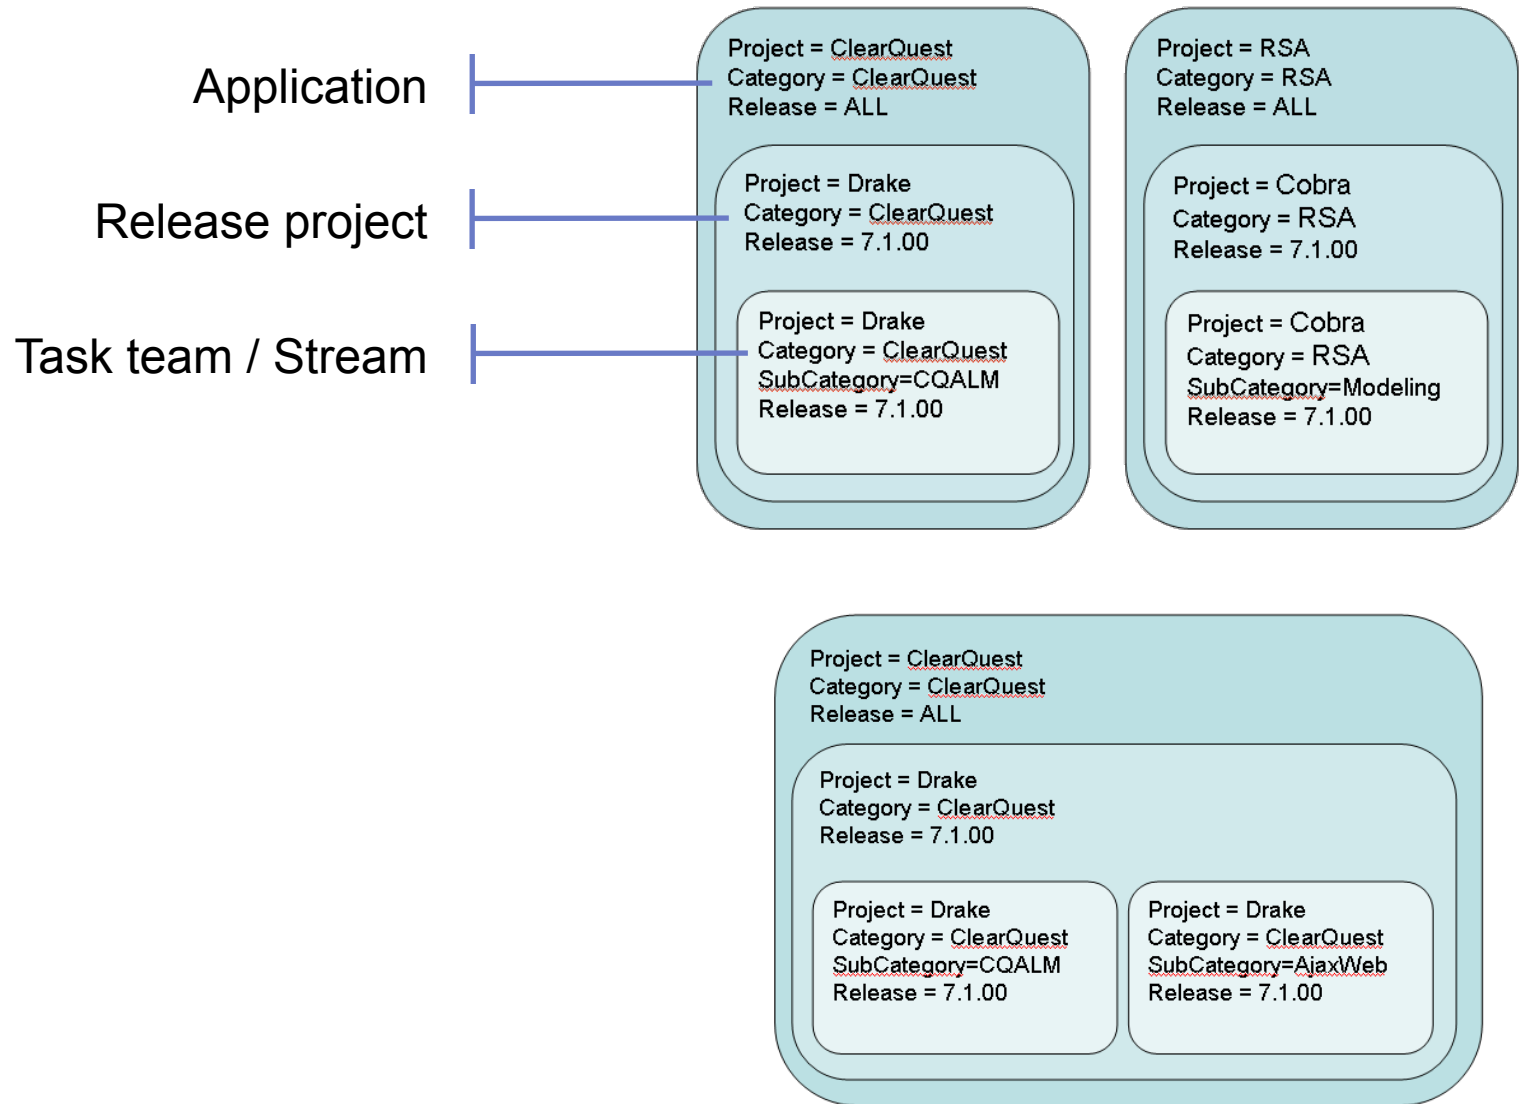 Application
Release project
Task team / Stream
Project = ClearQuest
Category = ClearQuest
Release = ALL
Project = Drake
Category = ClearQuest
Release = 7.1.00
Project = Drake
Category = ClearQuest
SubCategory=CQALM
Release = 7.1.00
Project = RSA
Category = RSA
Release = ALL
Project = Cobra
Category = RSA
Release = 7.1.00
Project = Cobra
Category = RSA
SubCategory=Modeling
Release = 7.1.00
Project = ClearQuest
Category = ClearQuest
Release = ALL
Project = Drake
Category = ClearQuest
Release = 7.1.00
Project = Drake
Category = ClearQuest
SubCategory=CQALM
Release = 7.1.00
Project = Drake
Category = ClearQuest
SubCategory=AjaxWeb
Release = 7.1.00